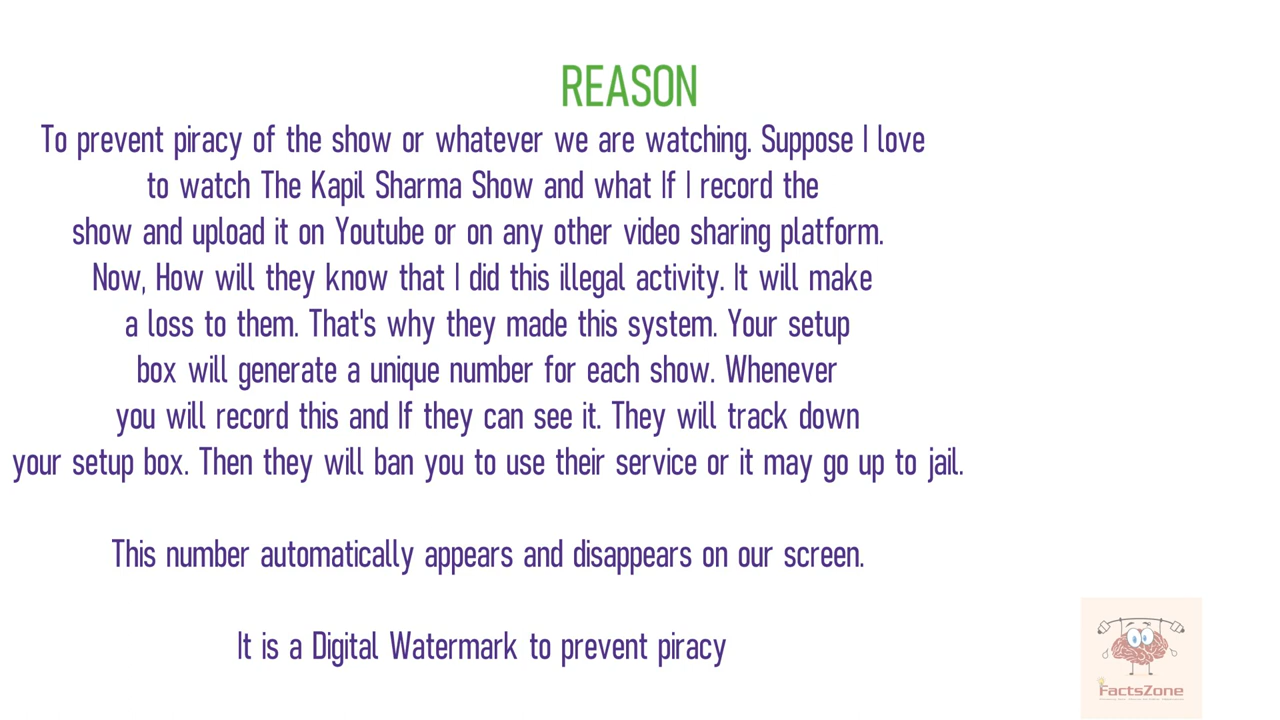 REASON
To prevent piracy of the show or whatever we are watching. Suppose I love
to watch The Kapil Sharma Show and what If I record the
show and upload it on Youtube or on any other video sharing platform.
Now, How will they know that I did this illegal activity. It will make
a loss to them. That's why they made this system. Your setup
box will generate a unique number for each show. Whenever
you will record this and If they can see it. They will track down
your setup box. Then they will ban you to use their service or it may go up to jail.
This number automatically appears and disappears on our screen.
It is a Digital Watermark to prevent piracy
FactsZone